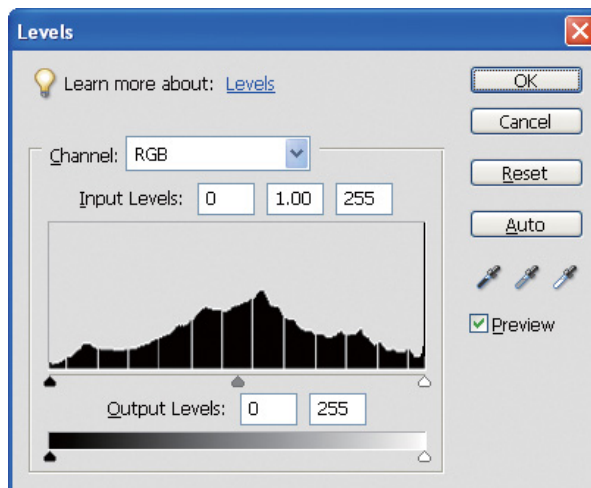 Levels
Learn more about: Levels
Channel: RGB
Input Levels: 0 1.00 255
Output Levels: 0 255
OK
Cancel
Reset
Auto
Preview